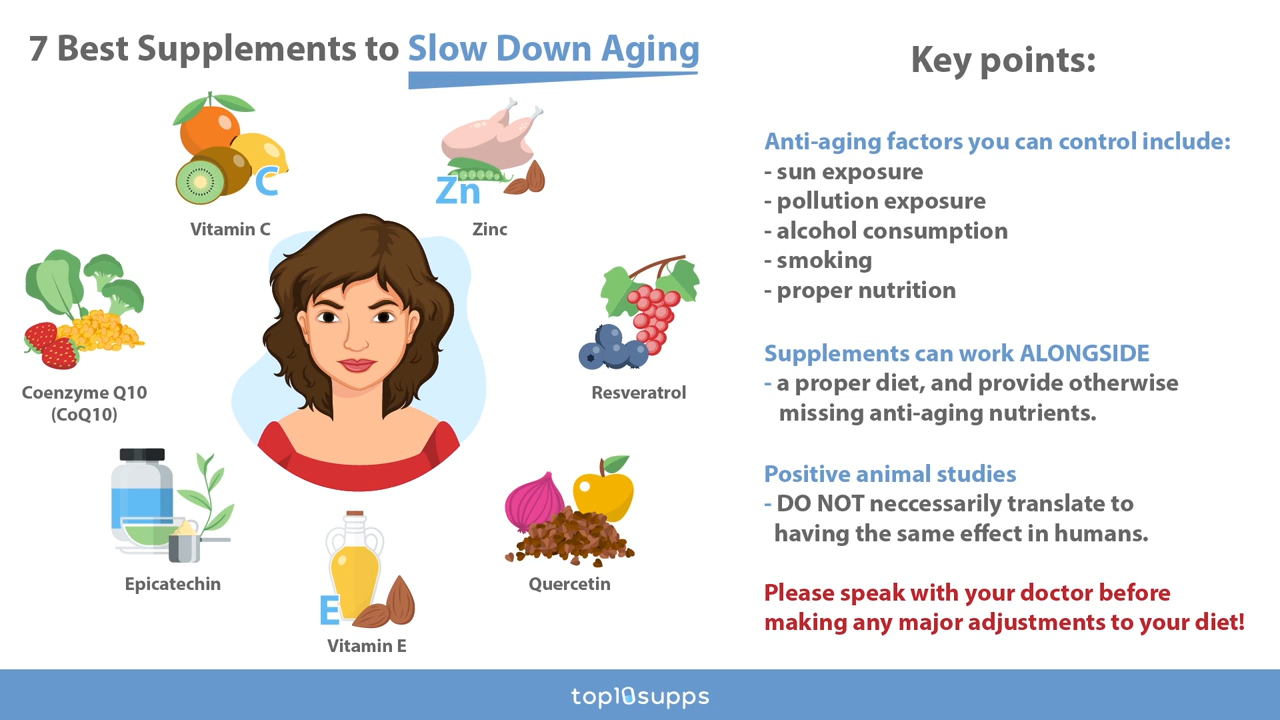 7 Best Supplements to Slow Down Aging
C
Vitamin C
Zn
Zinc
Coenzyme Q10
(CoQ10)
Resveratrol
Epicatechin
E
Vitamin E
Quercetin
Key points:
Anti-aging factors you can control include:
- sun exposure
- pollution exposure
- alcohol consumption
- smoking
- proper nutrition
Supplements can work ALONGSIDE
- a proper diet, and provide otherwise
missing anti-aging nutrients.
Positive animal studies
- DO NOT neccessarily translate to
having the same effect in humans.
Please speak with your doctor before
making any major adjustments to your diet!
top10supps